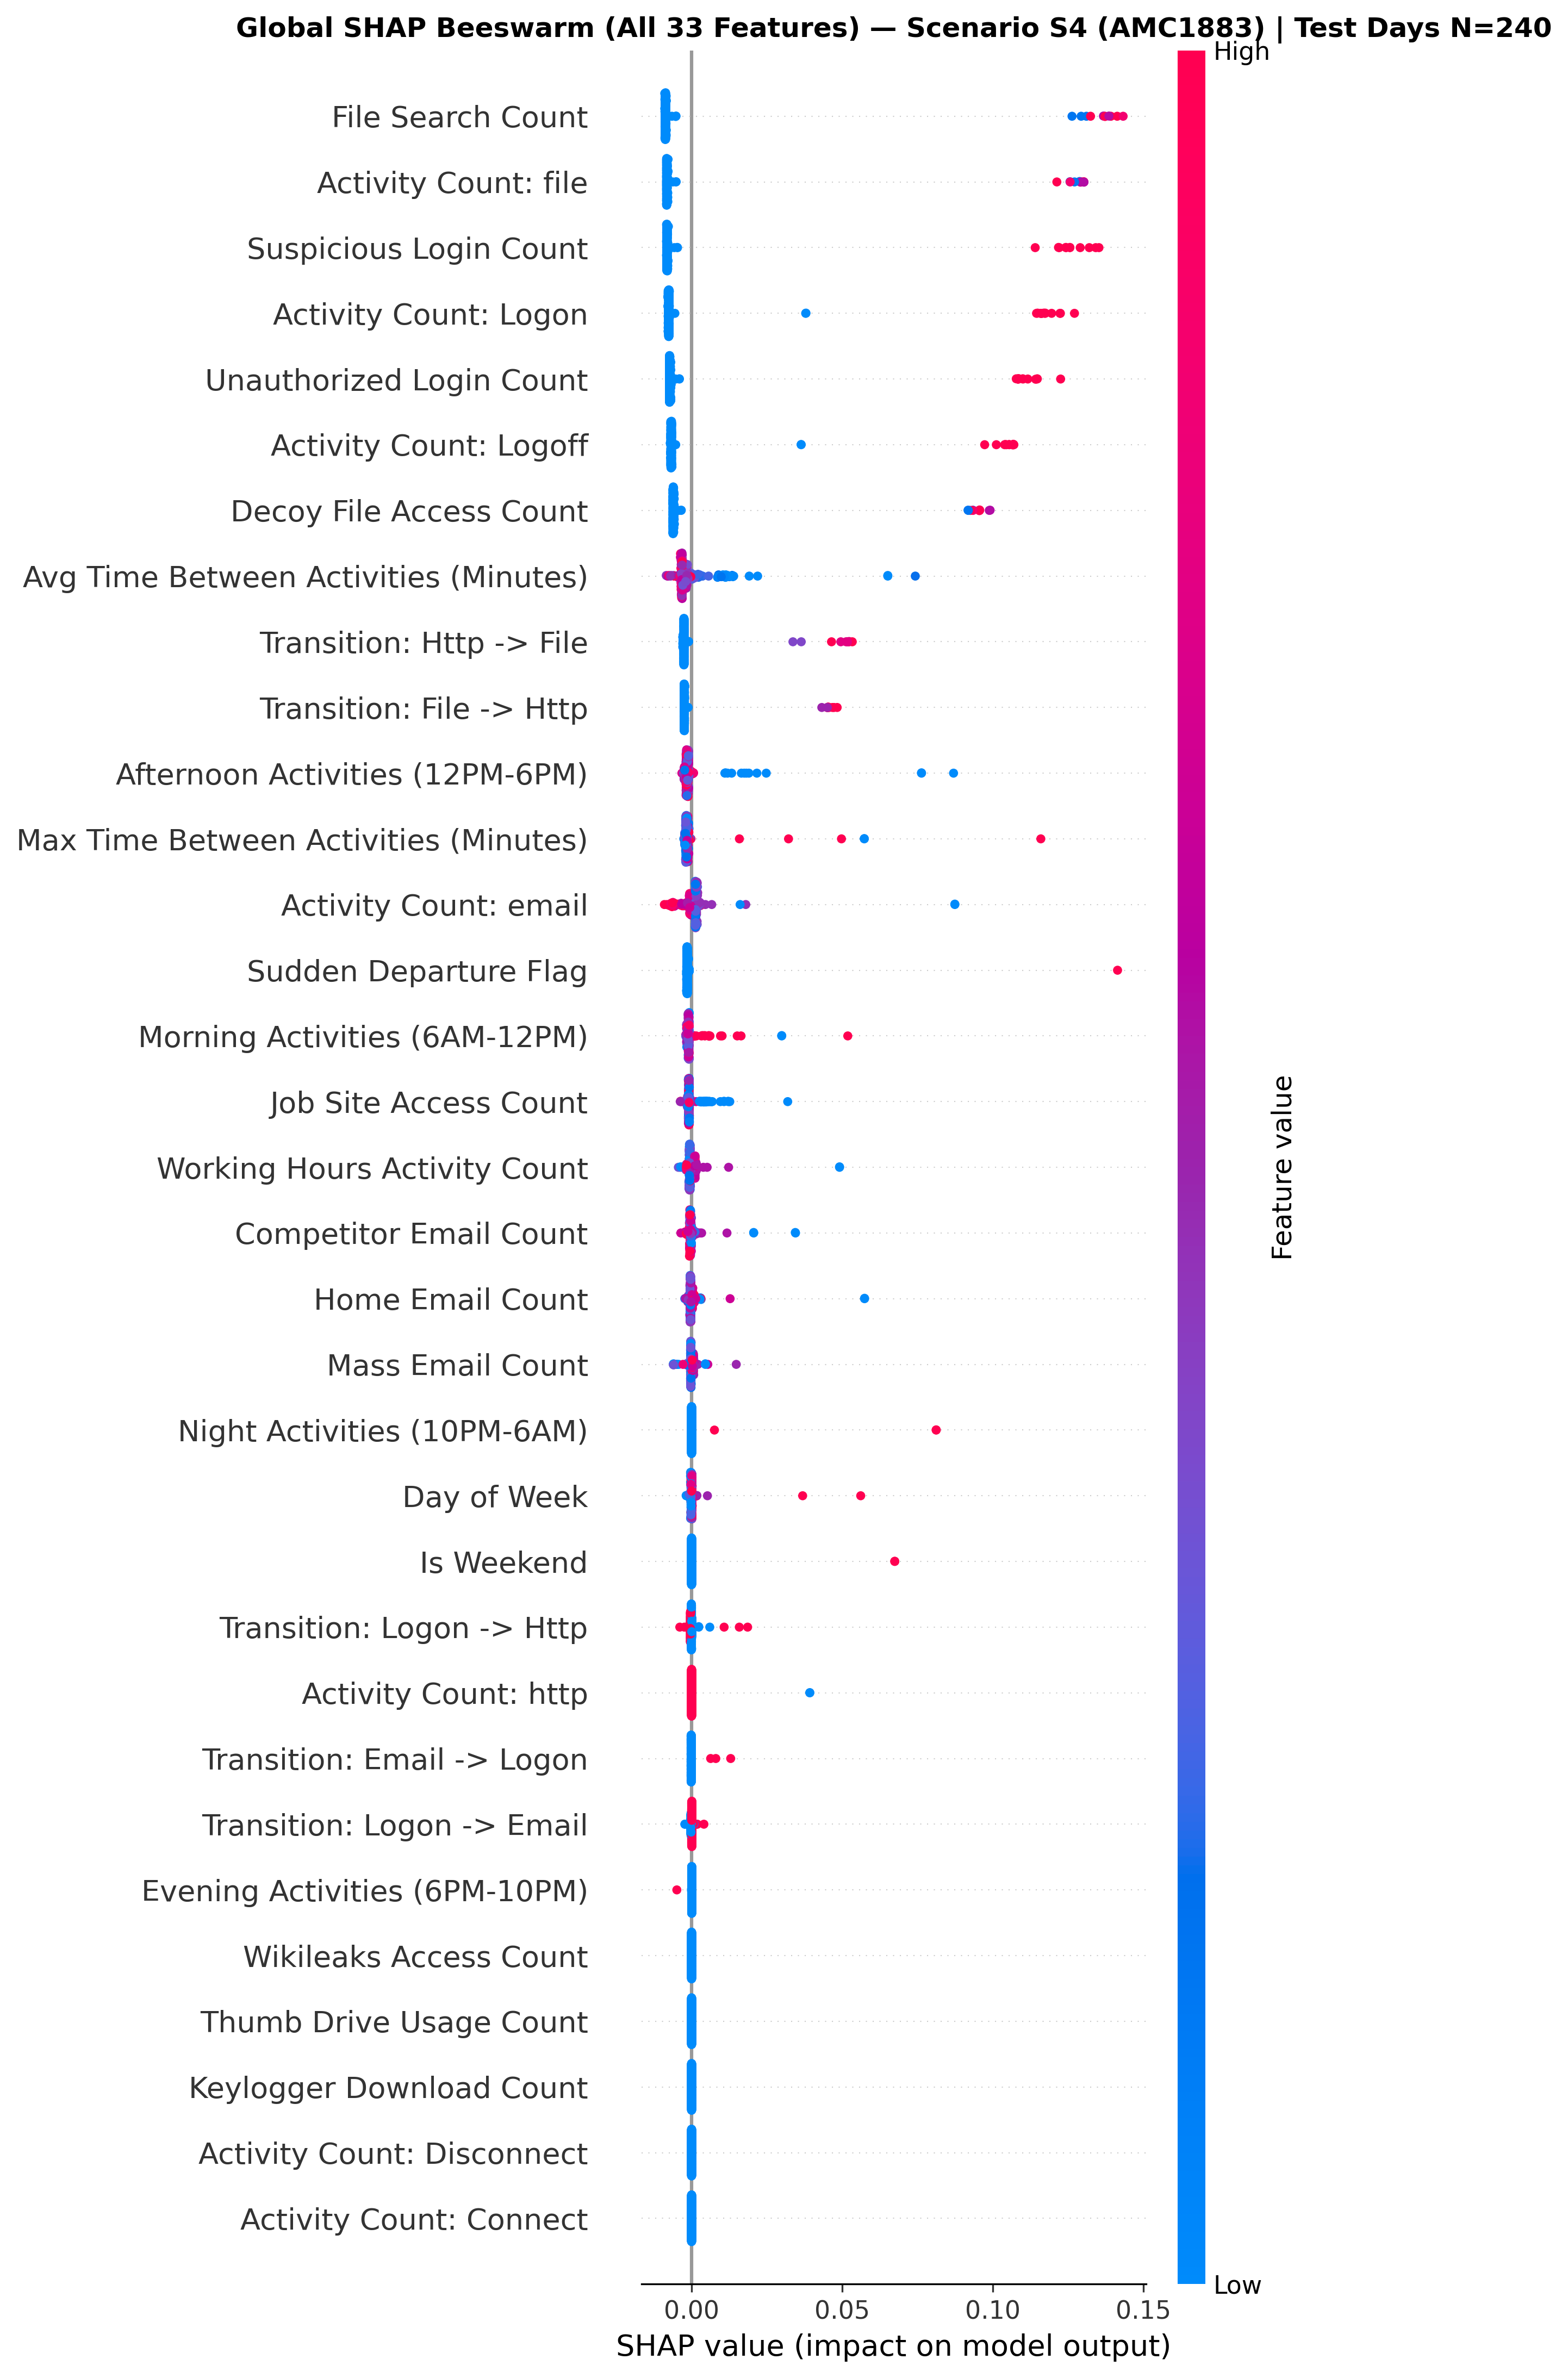 Global SHAP Beeswarm (All 33 Features) — Scenario S4 (AMC1883) | Test Days N=240
High
File Search Count
Activity Count: file
Suspicious Login Count
Activity Count: Logon
Unauthorized Login Count
Activity Count: Logoff
Decoy File Access Count
Avg Time Between Activities (Minutes)
Transition: Http -> File
Transition: File -> Http
Afternoon Activities (12PM-6PM)
Max Time Between Activities (Minutes)
Activity Count: email
Sudden Departure Flag
Morning Activities (6AM-12PM)
Job Site Access Count
Working Hours Activity Count
Competitor Email Count
Home Email Count
Mass Email Count
Night Activities (10PM-6AM)
Day of Week
Is Weekend
Transition: Logon -> Http
Activity Count: http
Transition: Email -> Logon
Transition: Logon -> Email
Evening Activities (6PM-10PM)
Wikileaks Access Count
Thumb Drive Usage Count
Keylogger Download Count
Activity Count: Disconnect
Activity Count: Connect
Feature value
Low
0.00 0.05 0.10 0.15
SHAP value (impact on model output)